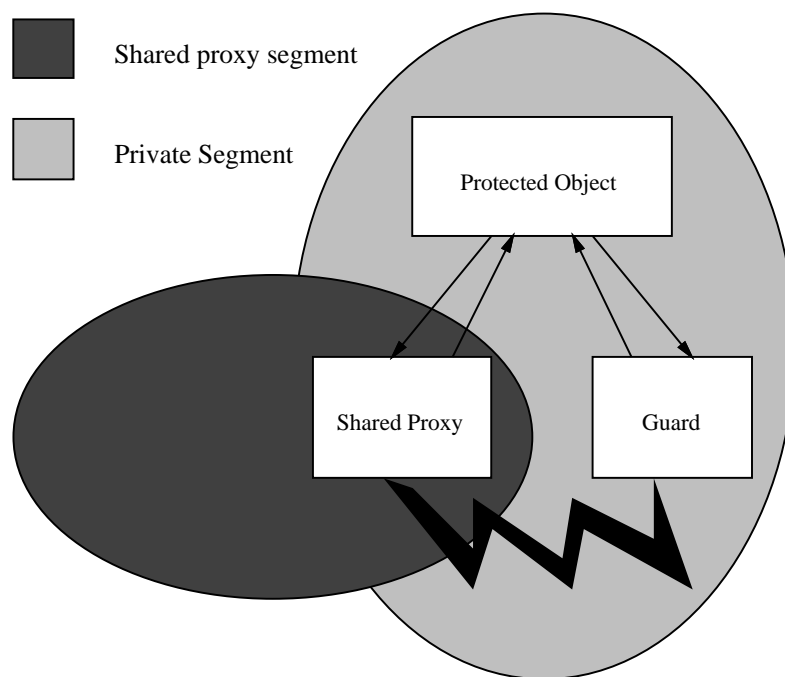 Shared proxy segment
Private Segment
Protected Object
Shared Proxy
Guard